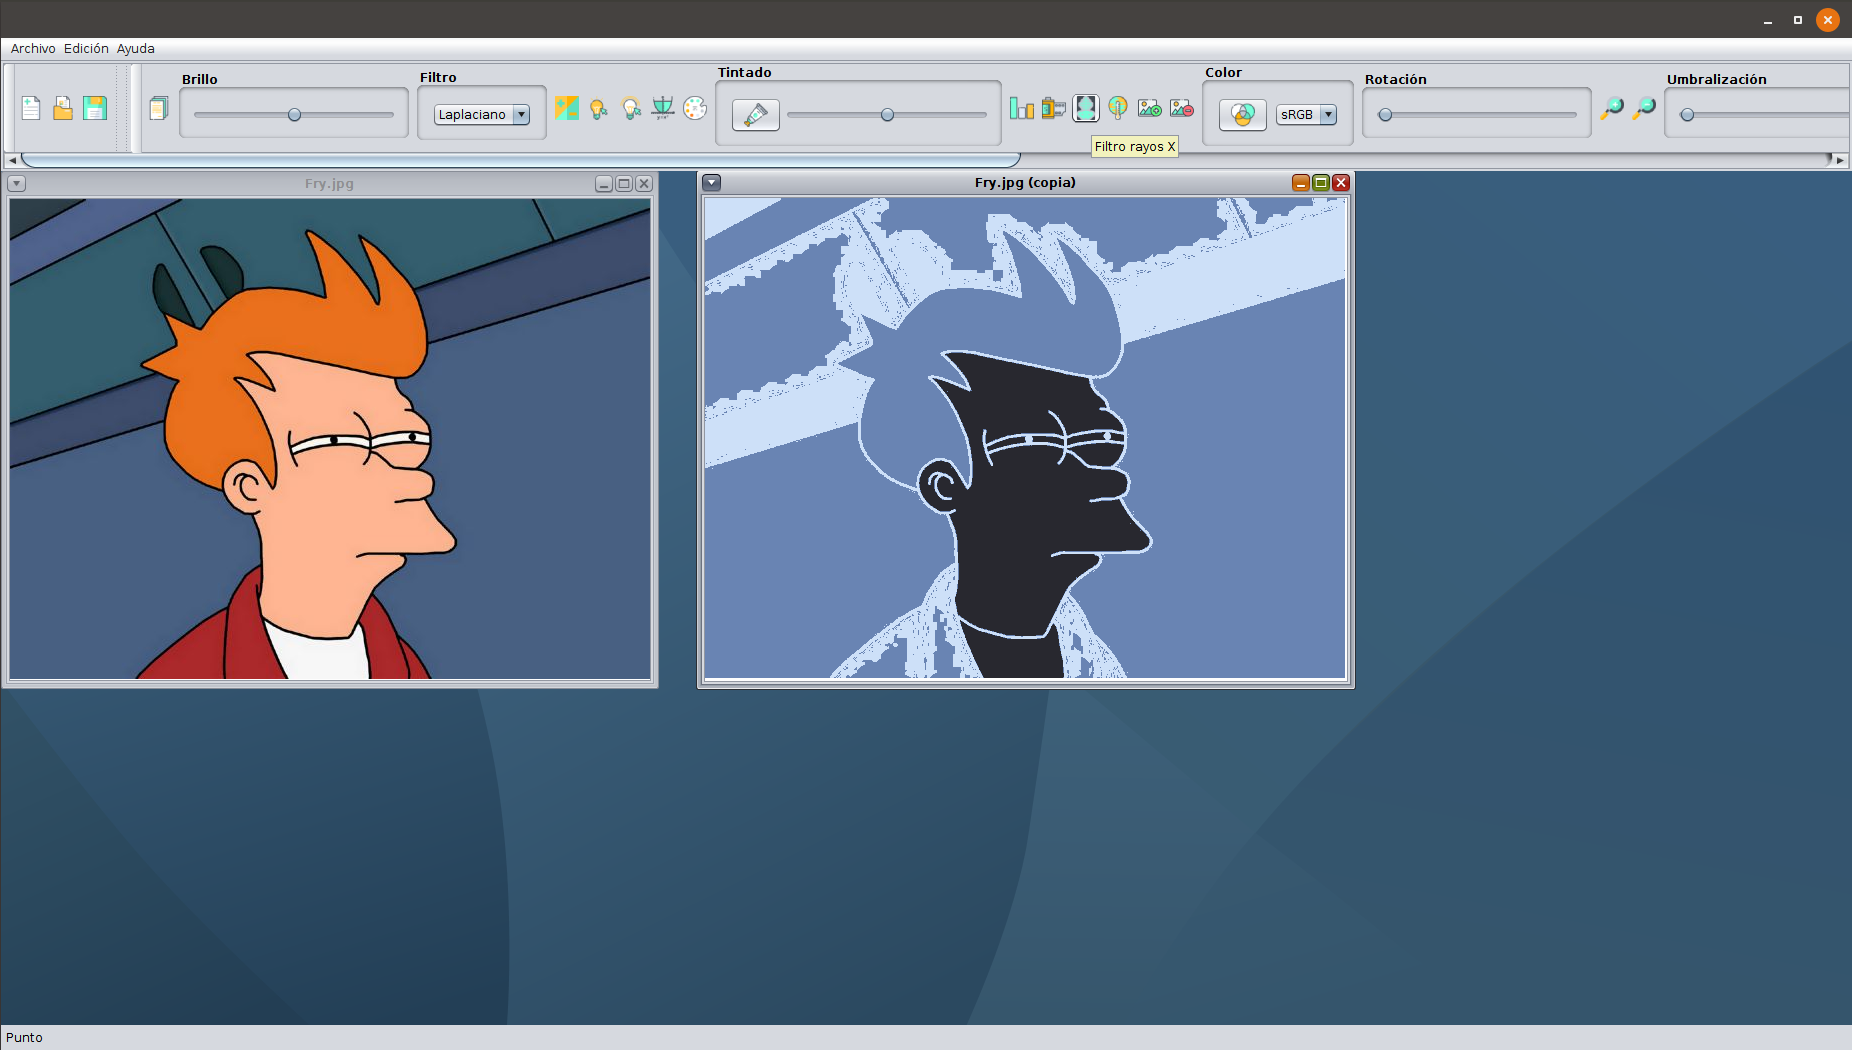 Archivo Edición Ayuda
Brillo
Filtro
Laplaciano
Tintado
Color
sRGB
Rotación
Umbralización
Filtro rayos X
Fry.jpg
Fry.jpg (copia)
Punto